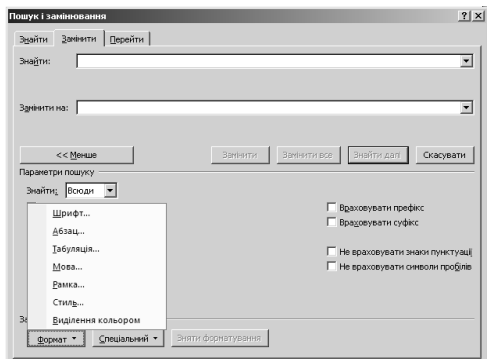 Пошук і замінювання
Знайти Замінити Перейти
Знайти:
Замінити на:
<< Менше Замінити Замінити все Знайти далі Скасувати
Параметри пошуку
Знайти: Всюди
Враховувати префікс
Враховувати суфікс
Не враховувати знаки пунктуаці
Не враховувати символи пробілів
Шрифт...
Абзац...
Табуляція...
Мова...
Рамка...
Стиль...
Виділення кольором
За
Формат Спеціальний Зняти форматування